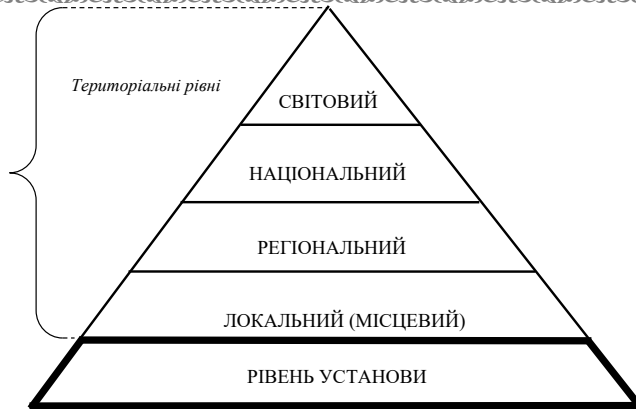 Територіальні рівні
СВІТОВИЙ
НАЦІОНАЛЬНИЙ
РЕГІОНАЛЬНИЙ
ЛОКАЛЬНИЙ (МІСЦЕВИЙ)
РІВЕНЬ УСТАНОВИ